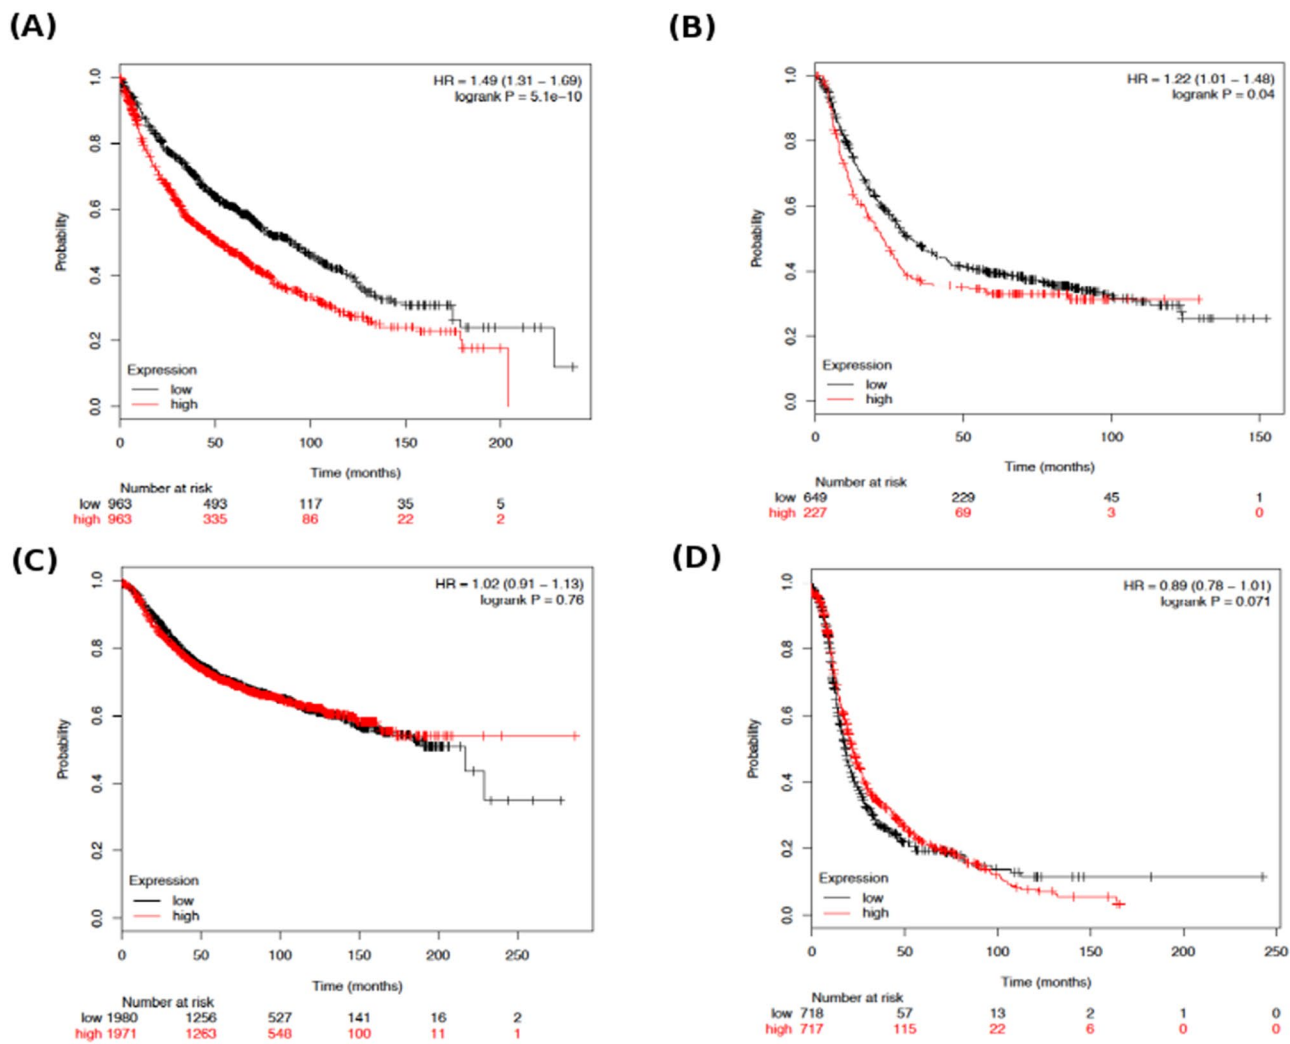 (A)
HR = 1.49 (1.31 − 1.69)
logrank P = 5.1e−10
Probability
1.0
0.8
0.6
0.4
0.2
0.0
Expression
low
high
0 50 100 150 200
Time (months)
Number at risk
low 963 493 117 35 5
high 963 335 86 22 2
(B)
HR = 1.22 (1.01 − 1.48)
logrank P = 0.04
Probability
1.0
0.8
0.6
0.4
0.2
0.0
Expression
low
high
0 50 100 150
Time (months)
Number at risk
low 649 229 45 1
high 227 69 3 0
(C)
HR = 1.02 (0.91 − 1.13)
logrank P = 0.76
Probability
1.0
0.8
0.6
0.4
0.2
0.0
Expression
low
high
0 50 100 150 200 250
Time (months)
Number at risk
low 1980 1256 527 141 16 2
high 1971 1263 548 100 11 1
(D)
HR = 0.89 (0.78 − 1.01)
logrank P = 0.071
Probability
1.0
0.8
0.6
0.4
0.2
0.0
Expression
low
high
0 50 100 150 200 250
Time (months)
Number at risk
low 718 57 13 2 1 0
high 717 115 22 6 0 0